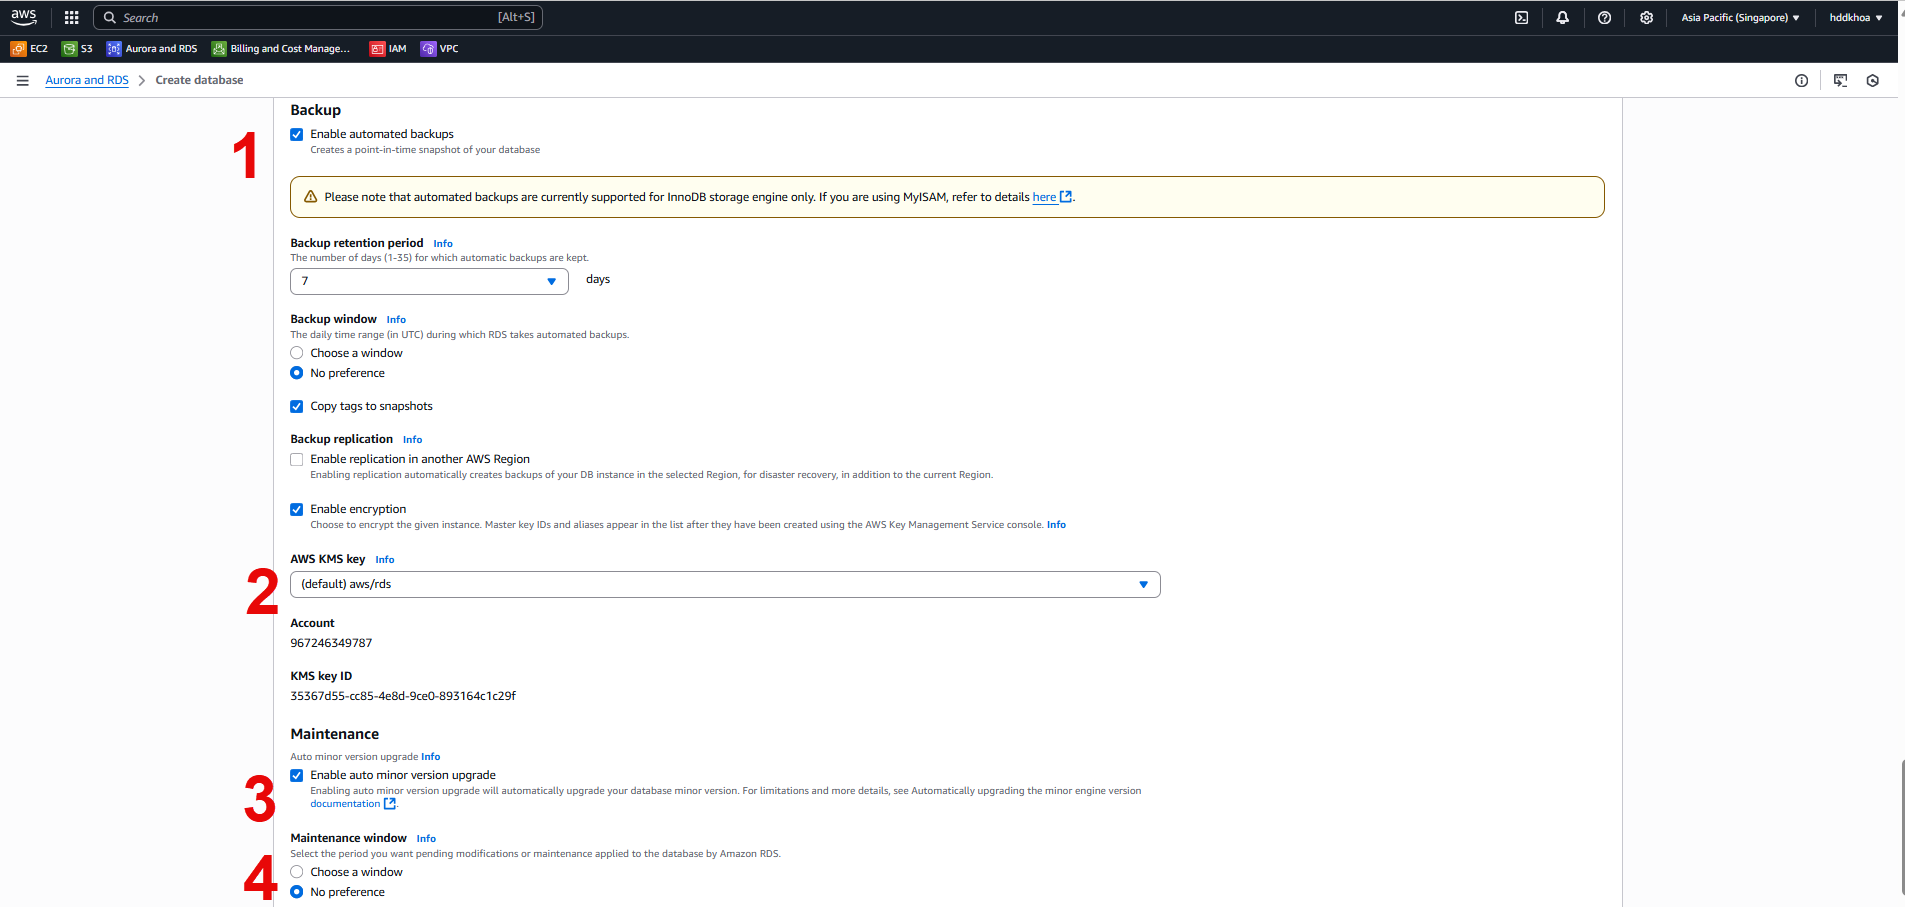 aws
Search
[Alt+S]
Asia Pacific (Singapore)
hddkhoa
EC2
S3
Aurora and RDS
Billing and Cost Manage...
IAM
VPC
Aurora and RDS
Create database
Backup
1
Enable automated backups
Creates a point-in-time snapshot of your database
Please note that automated backups are currently supported for InnoDB storage engine only. If you are using MyISAM, refer to details here.
Backup retention period Info
The number of days (1-35) for which automatic backups are kept.
7
days
Backup window Info
The daily time range (in UTC) during which RDS takes automated backups.
Choose a window
No preference
Copy tags to snapshots
Backup replication Info
Enable replication in another AWS Region
Enabling replication automatically creates backups of your DB instance in the selected Region, for disaster recovery, in addition to the current Region.
Enable encryption
Choose to encrypt the given instance. Master key IDs and aliases appear in the list after they have been created using the AWS Key Management Service console. Info
AWS KMS key Info
2
(default) aws/rds
Account
967246349787
KMS key ID
35367d55-cc85-4e8d-9ce0-893164c1c29f
Maintenance
Auto minor version upgrade Info
3
Enable auto minor version upgrade
Enabling auto minor version upgrade will automatically upgrade your database minor version. For limitations and more details, see Automatically upgrading the minor engine version
documentation.
Maintenance window Info
Select the period you want pending modifications or maintenance applied to the database by Amazon RDS.
4
Choose a window
No preference